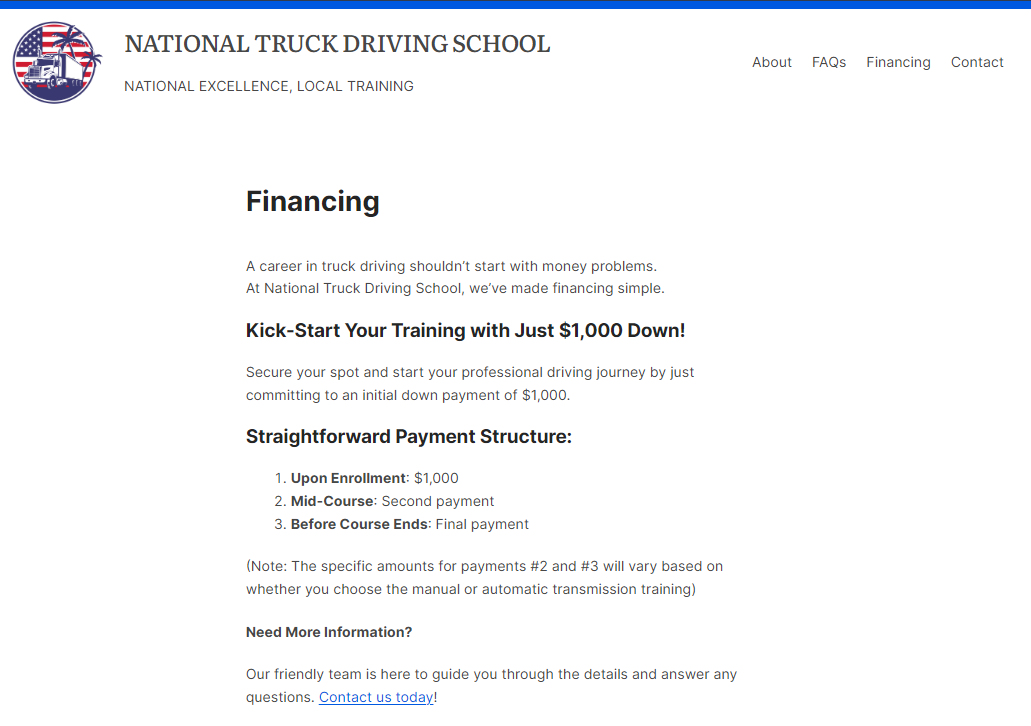 NATIONAL TRUCK DRIVING SCHOOL
NATIONAL EXCELLENCE, LOCAL TRAINING
About FAQs Financing Contact
Financing
A career in truck driving shouldn’t start with money problems.
At National Truck Driving School, we’ve made financing simple.
Kick-Start Your Training with Just $1,000 Down!
Secure your spot and start your professional driving journey by just
committing to an initial down payment of $1,000.
Straightforward Payment Structure:
1. Upon Enrollment: $1,000
2. Mid-Course: Second payment
3. Before Course Ends: Final payment
(Note: The specific amounts for payments #2 and #3 will vary based on
whether you choose the manual or automatic transmission training)
Need More Information?
Our friendly team is here to guide you through the details and answer any
questions. Contact us today!